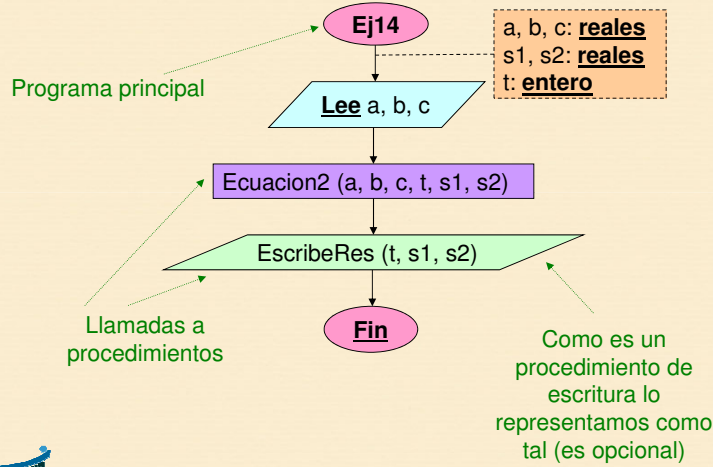 Ej14
a, b, c: reales
s1, s2: reales
t: entero
Programa principal
Lee a, b, c
Ecuacion2 (a, b, c, t, s1, s2)
EscribeRes (t, s1, s2)
Llamadas a
procedimientos
Fin
Como es un
procedimiento de
escritura lo
representamos como
tal (es opcional)